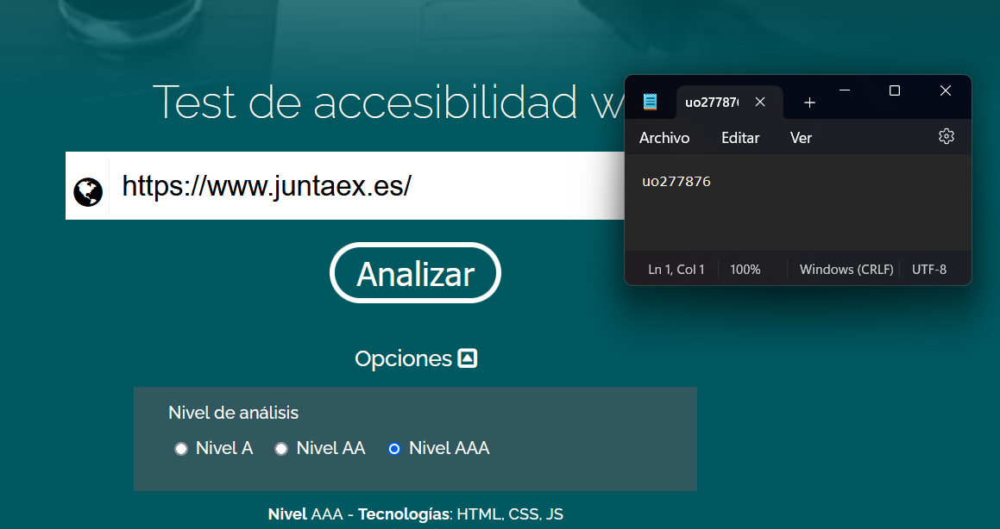 Test de accesibilidad w
https://www.juntaex.es/
Analizar
Opciones
Nivel de análisis
Nivel A Nivel AA Nivel AAA
Nivel AAA - Tecnologías: HTML, CSS, JS
uo27787
Archivo Editar Ver
uo277876
Ln 1, Col 1 100% Windows (CRLF) UTF-8